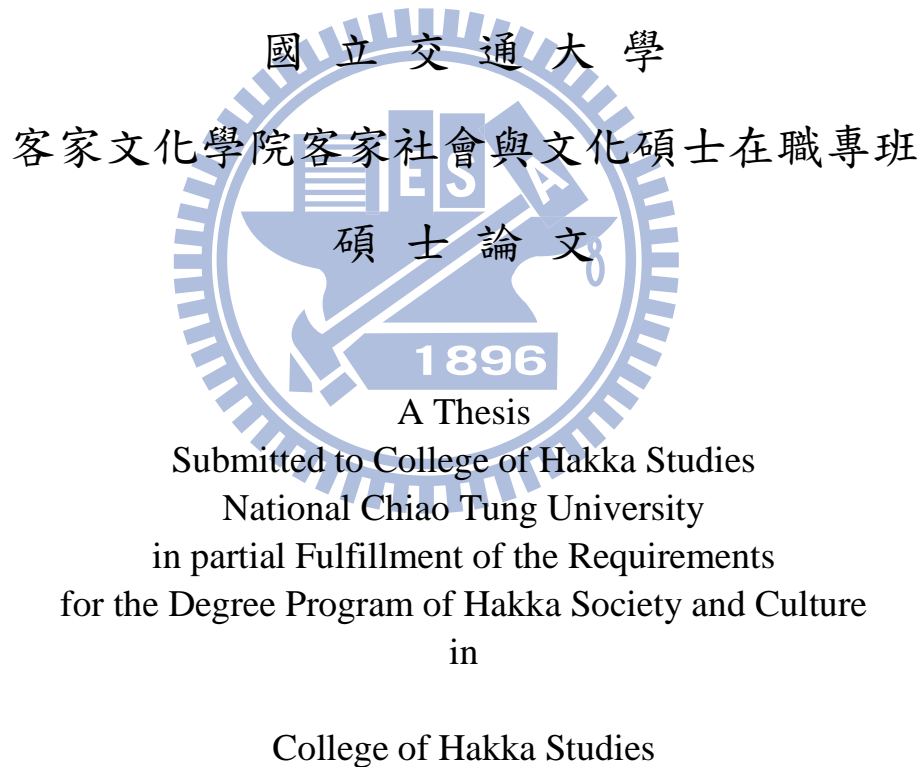 國 立 交 通 大 學
客家文化學院客家社會與文化碩士在職專班
碩 士 論 文
E S A
1896
A Thesis
Submitted to College of Hakka Studies
National Chiao Tung University
in partial Fulfillment of the Requirements
for the Degree Program of Hakka Society and Culture
in
College of Hakka Studies